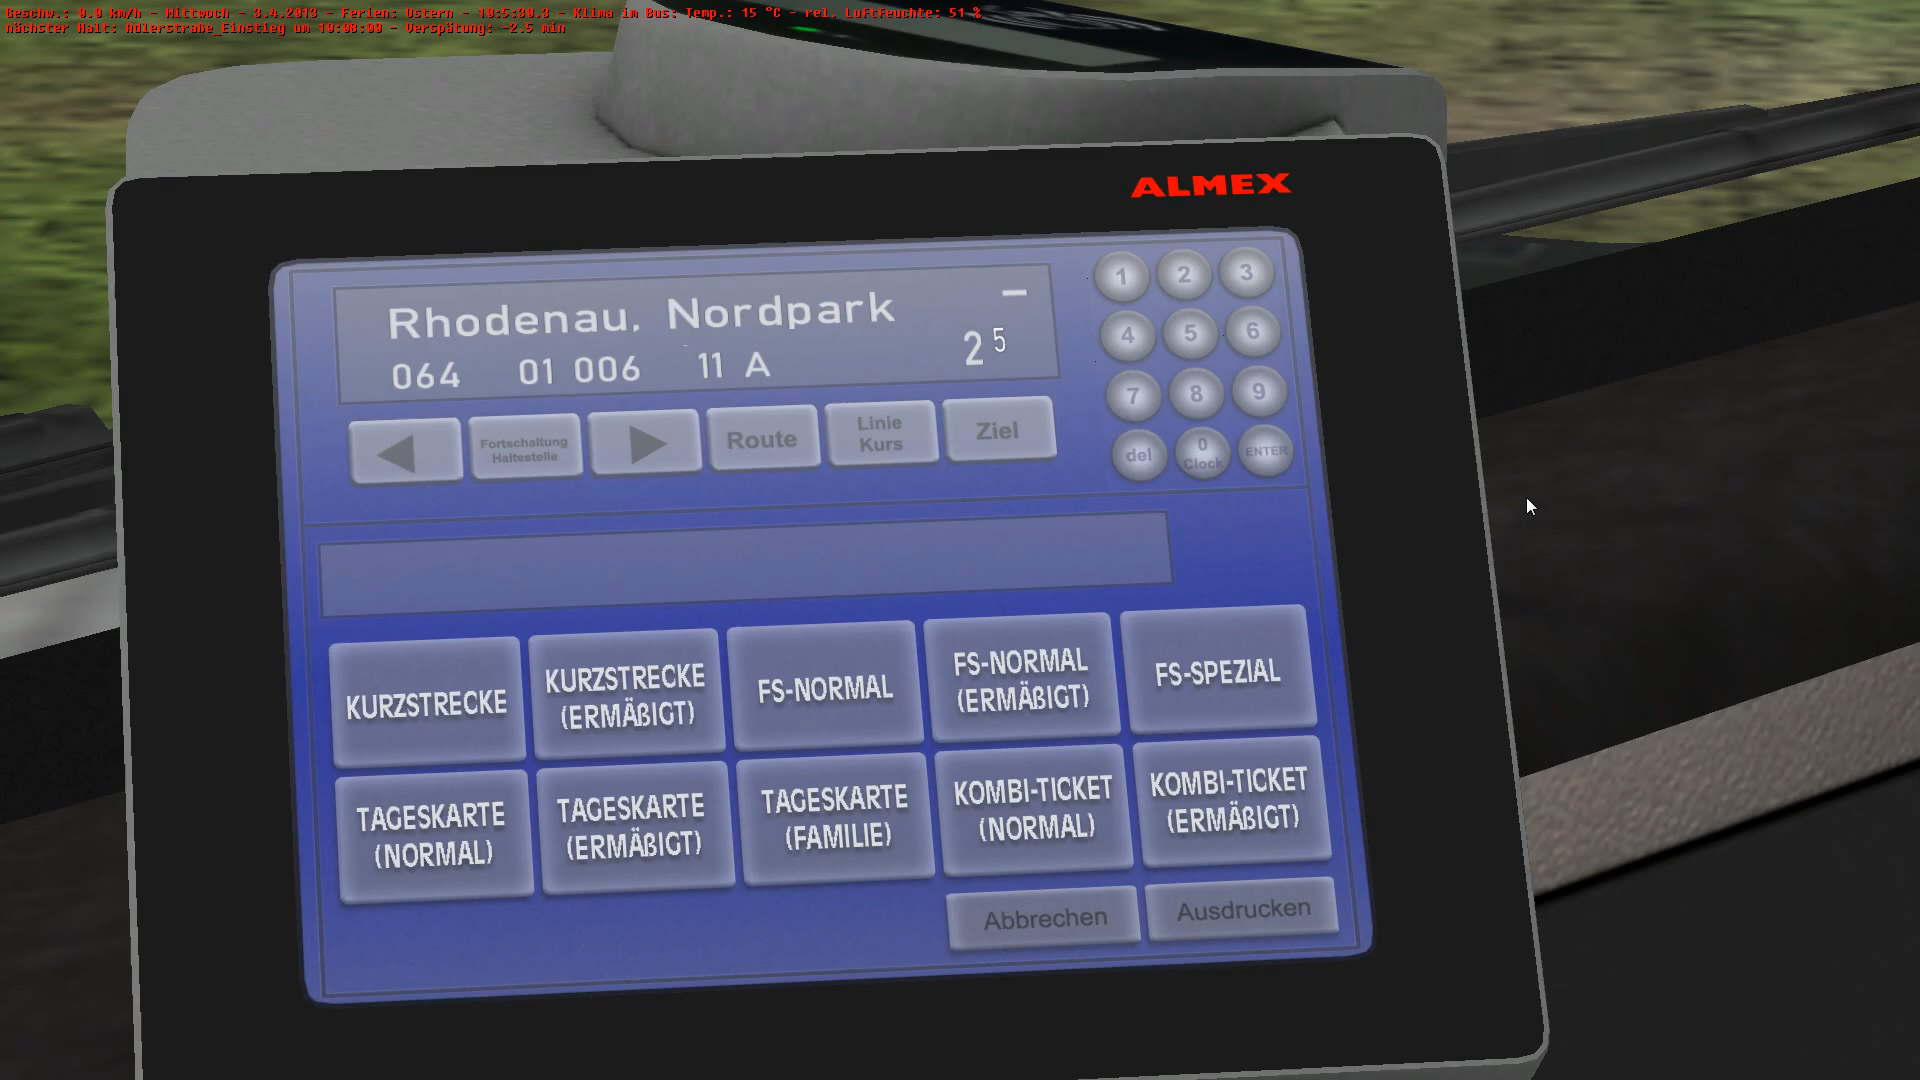 Geschw.: 0.0 km/h - Mittwoch - 3.4.2013 - Ferien: Ostern - 10:5:30.3 - Klima im Bus: Temp.: 15 °C - rel. Luftfeuchte: 51 %
nächster Halt: Adlerstraße_Einstieg um 10:08:00 - Verspätung: -2.5 min
ALMEX
Rhodenau, Nordpark –
064 01 006 11 A 2 5
Fortschaltung
Haltestelle
Route
Linie
Kurs
Ziel
1 2 3
4 5 6
7 8 9
del 0 Clock ENTER
KURZSTRECKE
KURZSTRECKE
(ERMÄßIGT)
FS-NORMAL
FS-NORMAL
(ERMÄßIGT)
FS-SPEZIAL
TAGESKARTE
(NORMAL)
TAGESKARTE
(ERMÄßIGT)
TAGESKARTE
(FAMILIE)
KOMBI-TICKET
(NORMAL)
KOMBI-TICKET
(ERMÄßIGT)
Abbrechen
Ausdrucken